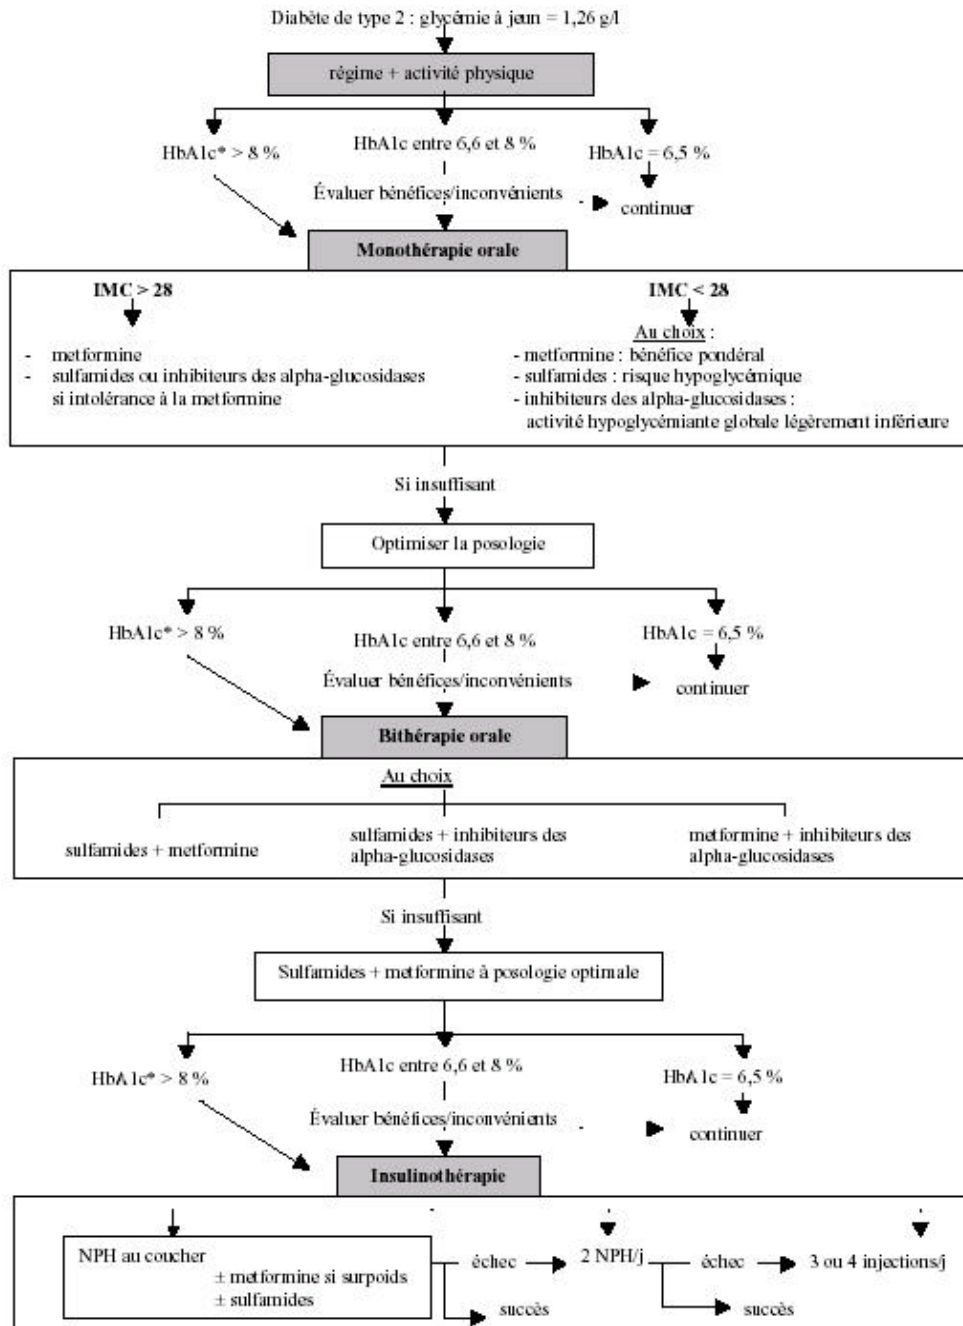 Diabète de type 2 : glycémie à jeun = 1,26 g/l
régime + activité physique
HbA1c* > 8 %
HbA1c entre 6,6 et 8 %
HbA1c = 6,5 %
Évaluer bénéfices/inconvénients
continuer
Monothérapie orale
IMC > 28
- metformine
- sulfamides ou inhibiteurs des alpha-glucosidases
si intolérance à la metformine
IMC < 28
Au choix :
- metformine : bénéfice pondéral
- sulfamides : risque hypoglycémique
- inhibiteurs des alpha-glucosidases :
activité hypoglycémiante globale légèrement inférieure
Si insuffisant
Optimiser la posologie
HbA1c* > 8 %
HbA1c entre 6,6 et 8 %
HbA1c = 6,5 %
Évaluer bénéfices/inconvénients
continuer
Bithérapie orale
Au choix
sulfamides + metformine
sulfamides + inhibiteurs des
alpha-glucosidases
metformine + inhibiteurs des
alpha-glucosidases
Si insuffisant
Sulfamides + metformine à posologie optimale
HbA1c* > 8 %
HbA1c entre 6,6 et 8 %
HbA1c = 6,5 %
Évaluer bénéfices/inconvénients
continuer
Insulinothérapie
NPH au coucher
± metformine si surpoids
± sulfamides
échec
succès
2 NPH/j
échec
succès
3 ou 4 injections/j